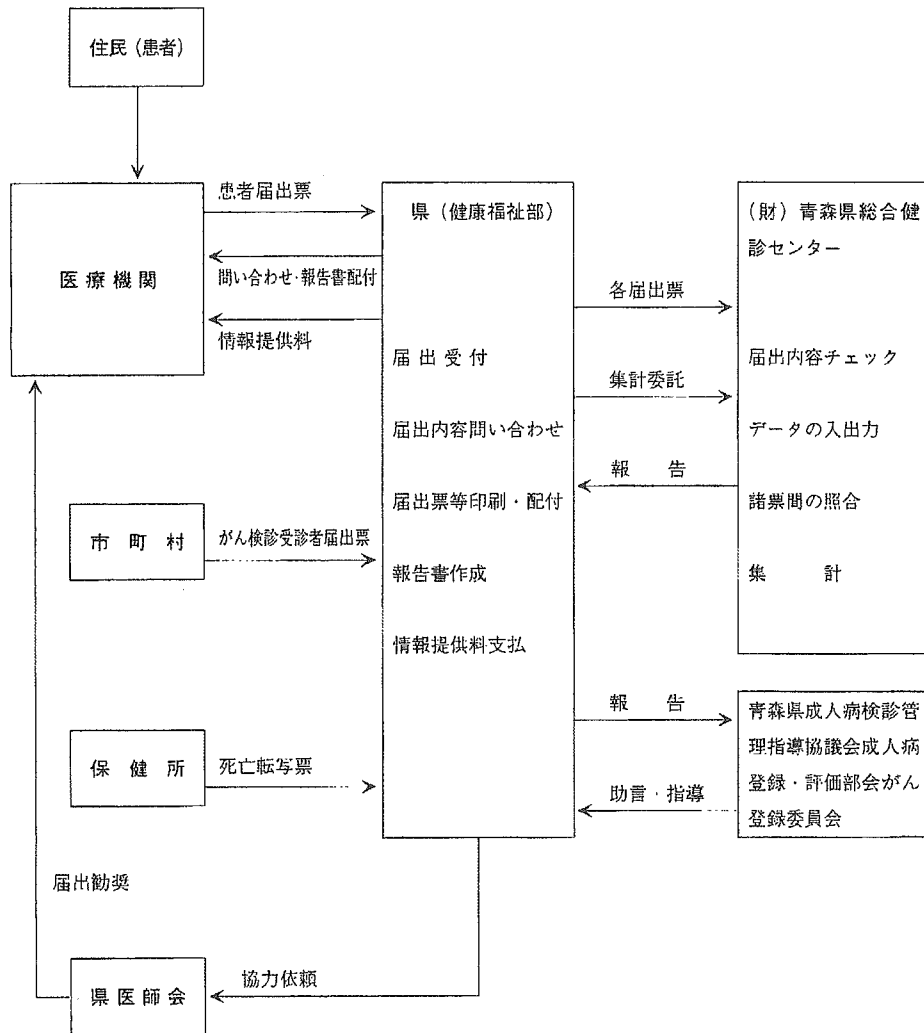 住民（患者）
医療機関
患者届出票
問い合わせ・報告書配付
情報提供料
県（健康福祉部）
届出受付
届出内容問い合わせ
届出票等印刷・配付
報告書作成
情報提供料支払
各届出票
集計委託
報　告
（財）青森県総合健
診センター
届出内容チェック
データの入出力
諸票間の照合
集　計
市町村
がん検診受診者届出票
保健所
死亡転写票
報　告
助言・指導
青森県成人病検診管
理指導協議会成人病
登録・評価部会がん
登録委員会
届出勧奨
協力依頼
県医師会